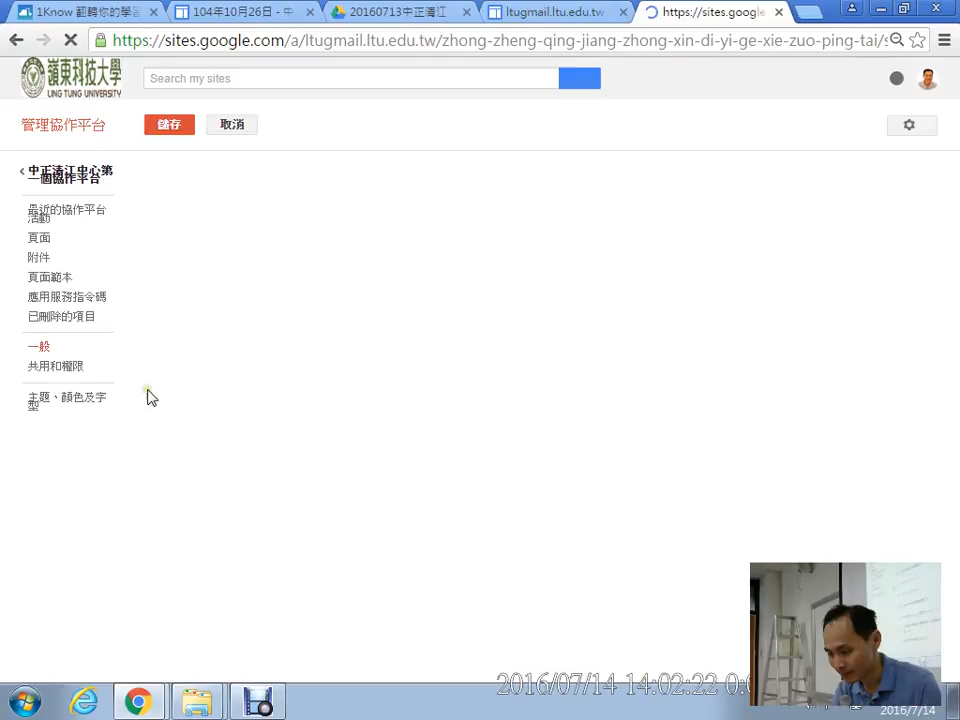 1Know 翻轉你的學習
104年10月26日 - 中
20160713中正清江
ltugmail.ltu.edu.tw
https://sites.google
https://sites.google.com/a/ltugmail.ltu.edu.tw/zhong-zheng-qing-jiang-zhong-xin-di-yi-ge-xie-zuo-ping-tai/s
嶺東科技大學
LING TUNG UNIVERSITY
Search my sites
管理協作平台
儲存
取消
中正清江中心第
一個協作平台
最近的協作平台
活動
頁面
附件
頁面範本
應用服務指令碼
已刪除的項目
一般
共用和權限
主題、顏色及字
型
2016/07/14 14:02:22
2016/7/14